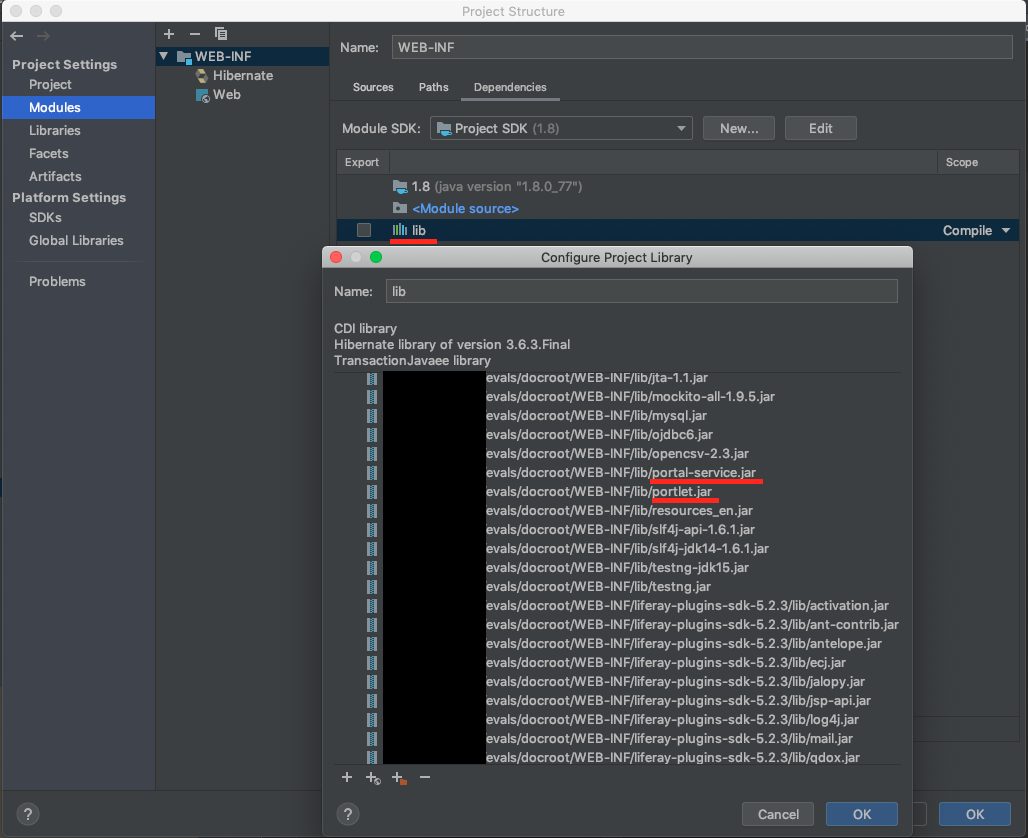 Project Structure
Project Settings
Project
Modules
Libraries
Facets
Artifacts
Platform Settings
SDKs
Global Libraries
Problems
WEB-INF
Hibernate
Web
Name: WEB-INF
Sources Paths Dependencies
Module SDK: Project SDK (1.8) New... Edit
Export Scope
1.8 (java version "1.8.0_77")
<Module source>
lib Compile
Configure Project Library
Name: lib
CDI library
Hibernate library of version 3.6.3.Final
TransactionJavaee library
evals/docroot/WEB-INF/lib/jta-1.1.jar
evals/docroot/WEB-INF/lib/mockito-all-1.9.5.jar
evals/docroot/WEB-INF/lib/mysql.jar
evals/docroot/WEB-INF/lib/ojdbc6.jar
evals/docroot/WEB-INF/lib/opencsv-2.3.jar
evals/docroot/WEB-INF/lib/portal-service.jar
evals/docroot/WEB-INF/lib/portlet.jar
evals/docroot/WEB-INF/lib/resources_en.jar
evals/docroot/WEB-INF/lib/slf4j-api-1.6.1.jar
evals/docroot/WEB-INF/lib/slf4j-jdk14-1.6.1.jar
evals/docroot/WEB-INF/lib/testng-jdk15.jar
evals/docroot/WEB-INF/lib/testng.jar
evals/docroot/WEB-INF/liferay-plugins-sdk-5.2.3/lib/activation.jar
evals/docroot/WEB-INF/liferay-plugins-sdk-5.2.3/lib/ant-contrib.jar
evals/docroot/WEB-INF/liferay-plugins-sdk-5.2.3/lib/antelope.jar
evals/docroot/WEB-INF/liferay-plugins-sdk-5.2.3/lib/ecj.jar
evals/docroot/WEB-INF/liferay-plugins-sdk-5.2.3/lib/jalopy.jar
evals/docroot/WEB-INF/liferay-plugins-sdk-5.2.3/lib/jsp-api.jar
evals/docroot/WEB-INF/liferay-plugins-sdk-5.2.3/lib/log4j.jar
evals/docroot/WEB-INF/liferay-plugins-sdk-5.2.3/lib/mail.jar
evals/docroot/WEB-INF/liferay-plugins-sdk-5.2.3/lib/qdox.jar
? ? Cancel OK OK